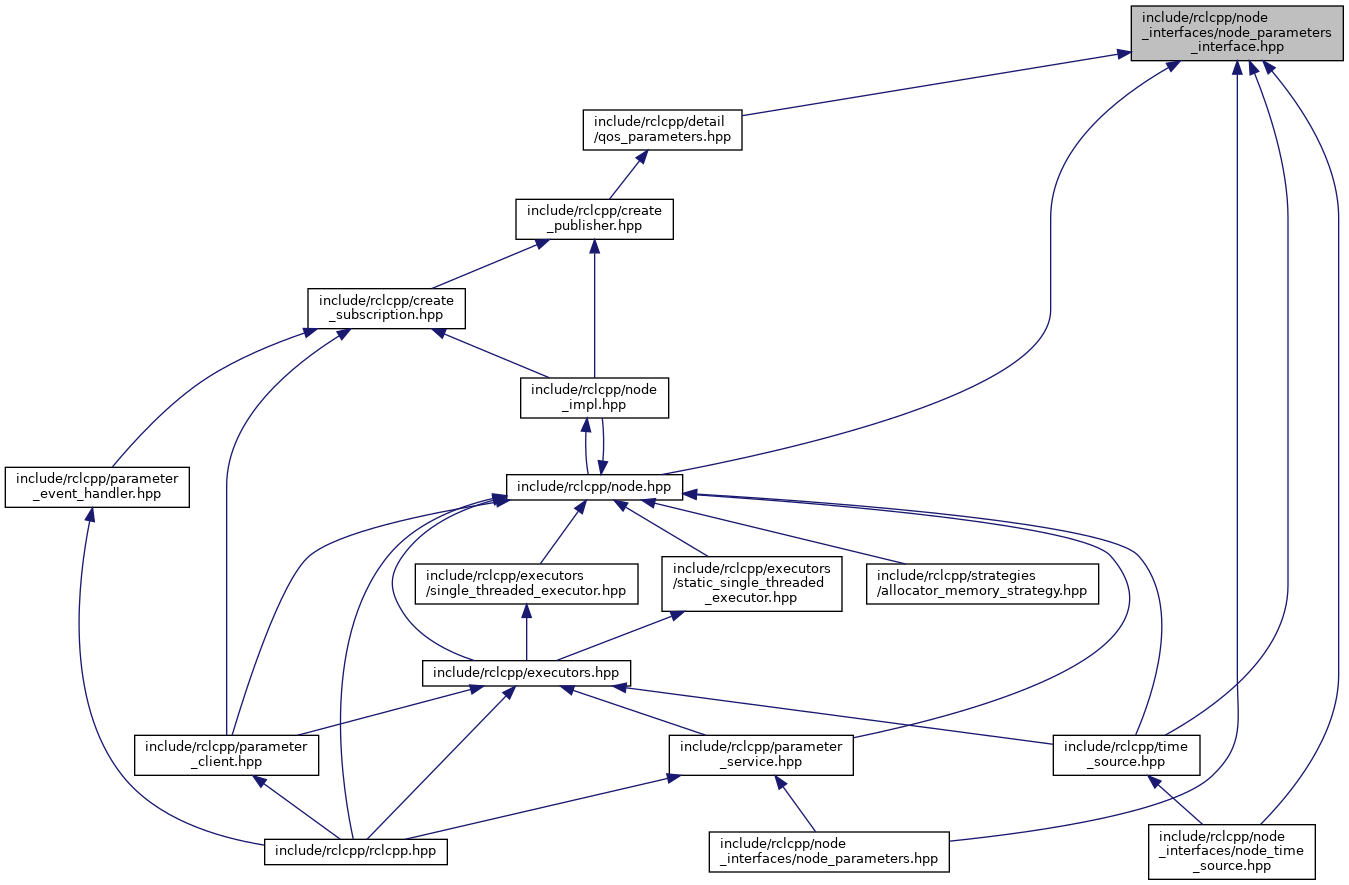 include/rclcpp/node
_interfaces/node_parameters
_interface.hpp
include/rclcpp/detail
/qos_parameters.hpp
include/rclcpp/create
_publisher.hpp
include/rclcpp/create
_subscription.hpp
include/rclcpp/node
_impl.hpp
include/rclcpp/parameter
_event_handler.hpp
include/rclcpp/node.hpp
include/rclcpp/executors
/single_threaded_executor.hpp
include/rclcpp/executors
/static_single_threaded
_executor.hpp
include/rclcpp/strategies
/allocator_memory_strategy.hpp
include/rclcpp/executors.hpp
include/rclcpp/parameter
_client.hpp
include/rclcpp/parameter
_service.hpp
include/rclcpp/time
_source.hpp
include/rclcpp/rclcpp.hpp
include/rclcpp/node
_interfaces/node_parameters.hpp
include/rclcpp/node
_interfaces/node_time
_source.hpp